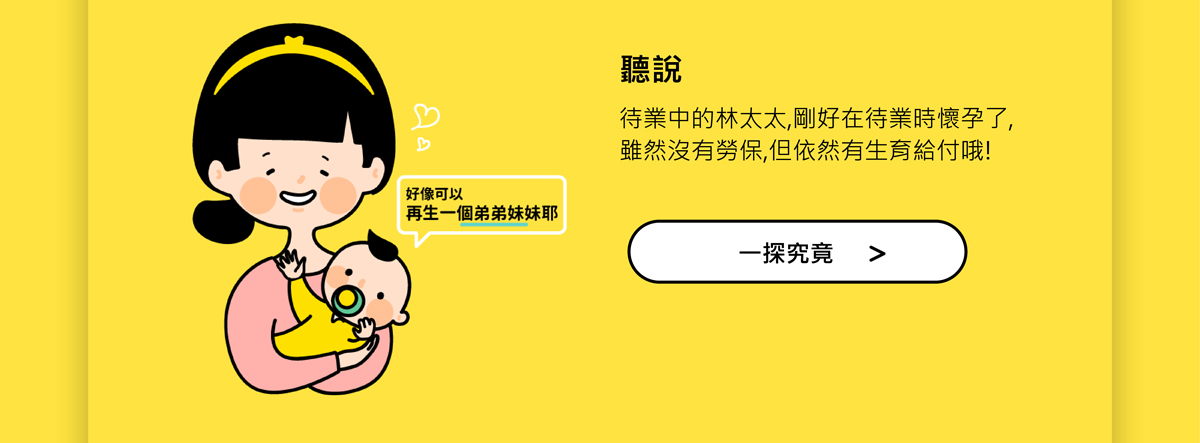 聽說
待業中的林太太,剛好在待業時懷孕了,
雖然沒有勞保,但依然有生育給付哦!
好像可以
再生一個弟弟妹妹耶
一探究竟 >